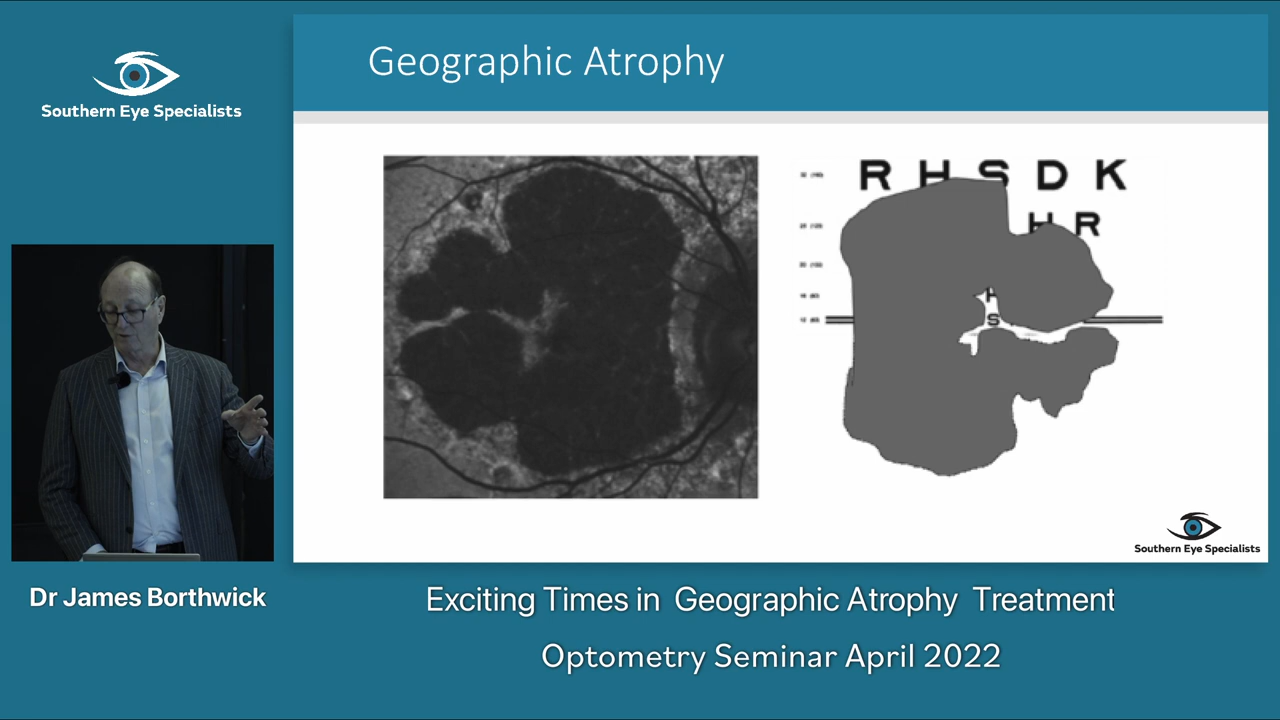 Southern Eye Specialists
Geographic Atrophy
R H S D K
H R
H
S
Southern Eye Specialists
Dr James Borthwick
Exciting Times in Geographic Atrophy Treatment
Optometry Seminar April 2022